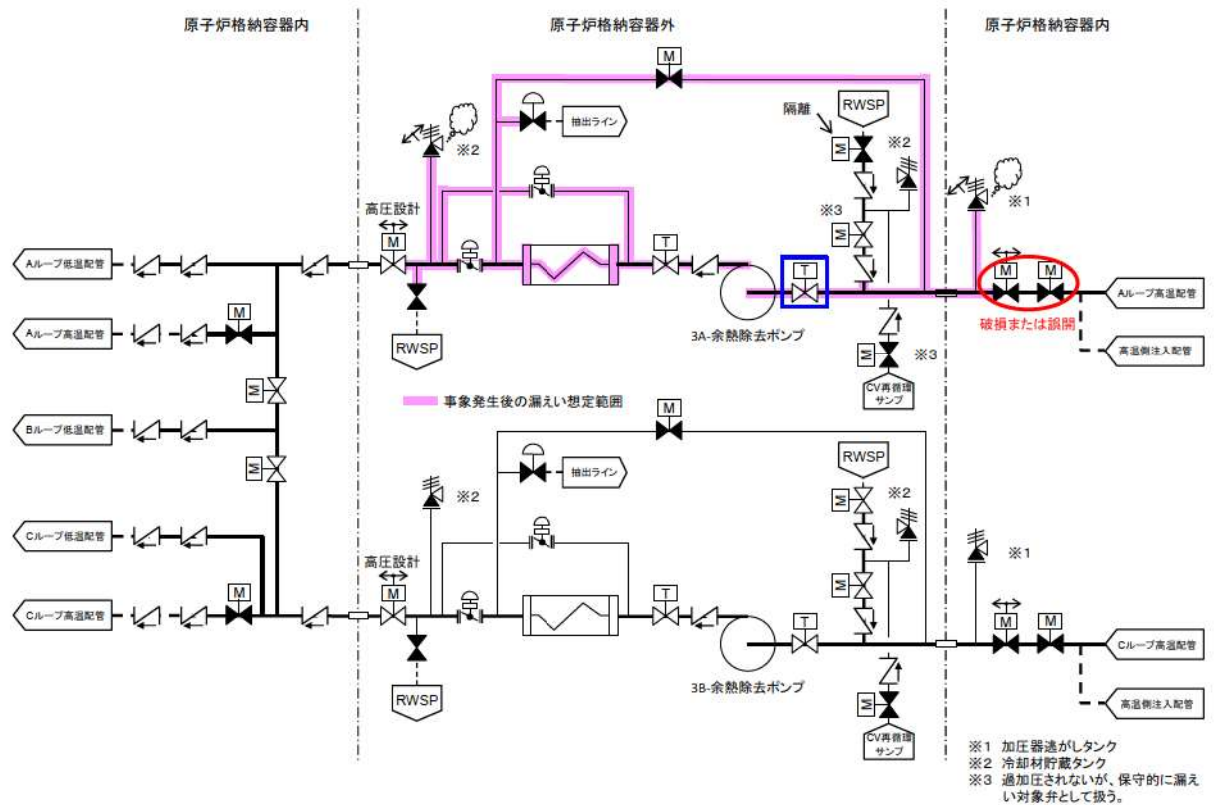 原子炉格納容器内
原子炉格納容器外
原子炉格納容器内
M
隔離
RWSP
抽出ライン
M
※2
※2
※1
高圧設計
※3
M
M
T
T
M
M
Aループ低温配管
Aループ高温配管
3A-余熱除去ポンプ
破損または誤開
M
Aループ高温配管
RWSP
高温側注入配管
M
※3
M
CV再循環
サンプ
事象発生後の漏えい想定範囲
M
Bループ低温配管
M
抽出ライン
RWSP
M
※2
※2
M
※1
Cループ低温配管
高圧設計
M
M
T
M
M
M
Cループ高温配管
T
Cループ高温配管
3B-余熱除去ポンプ
RWSP
M
高温側注入配管
CV再循環
サンプ
※1 加圧器逃がしタンク
※2 冷却材貯蔵タンク
※3 過加圧されないが、保守的に漏え
い対象弁として扱う。